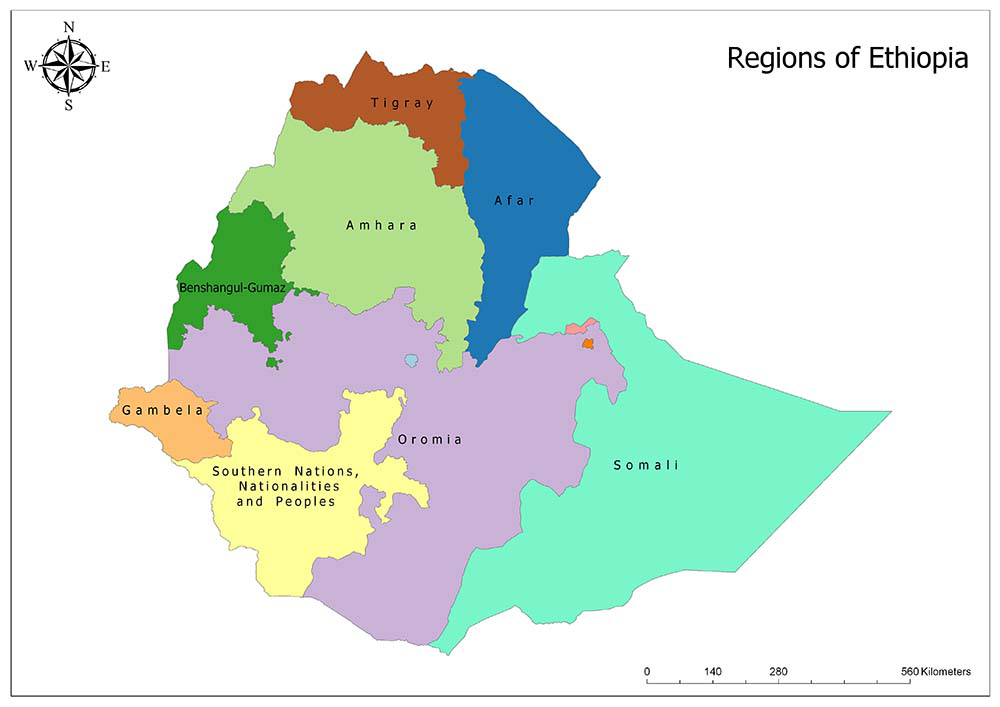 N
W E
S
Regions of Ethiopia
Tigray
Afar
Amhara
Benshangul-Gumaz
Gambela
Oromia
Somali
Southern Nations,
Nationalities
and Peoples
0 140 280 560 Kilometers